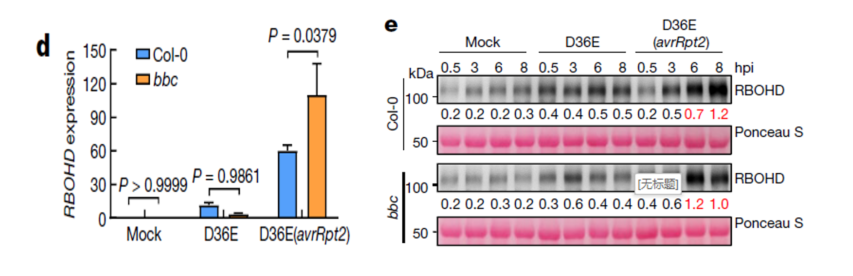 d
RBOHD expression
150
120
90
60
30
0
Col-0
bbc
P > 0.9999
P = 0.9861
P = 0.0379
Mock
D36E
D36E(avrRpt2)
e
Mock
D36E
D36E
(avrRpt2)
kDa
0.5 3 6 8 0.5 3 6 8 0.5 3 6 8 hpi
Col-0
100
RBOHD
0.2 0.2 0.2 0.3 0.4 0.4 0.5 0.5 0.2 0.5 0.7 1.2
50
Ponceau S
bbc
100
RBOHD
[无标题]
0.2 0.2 0.3 0.2 0.3 0.6 0.4 0.4 0.4 0.6 1.2 1.0
50
Ponceau S